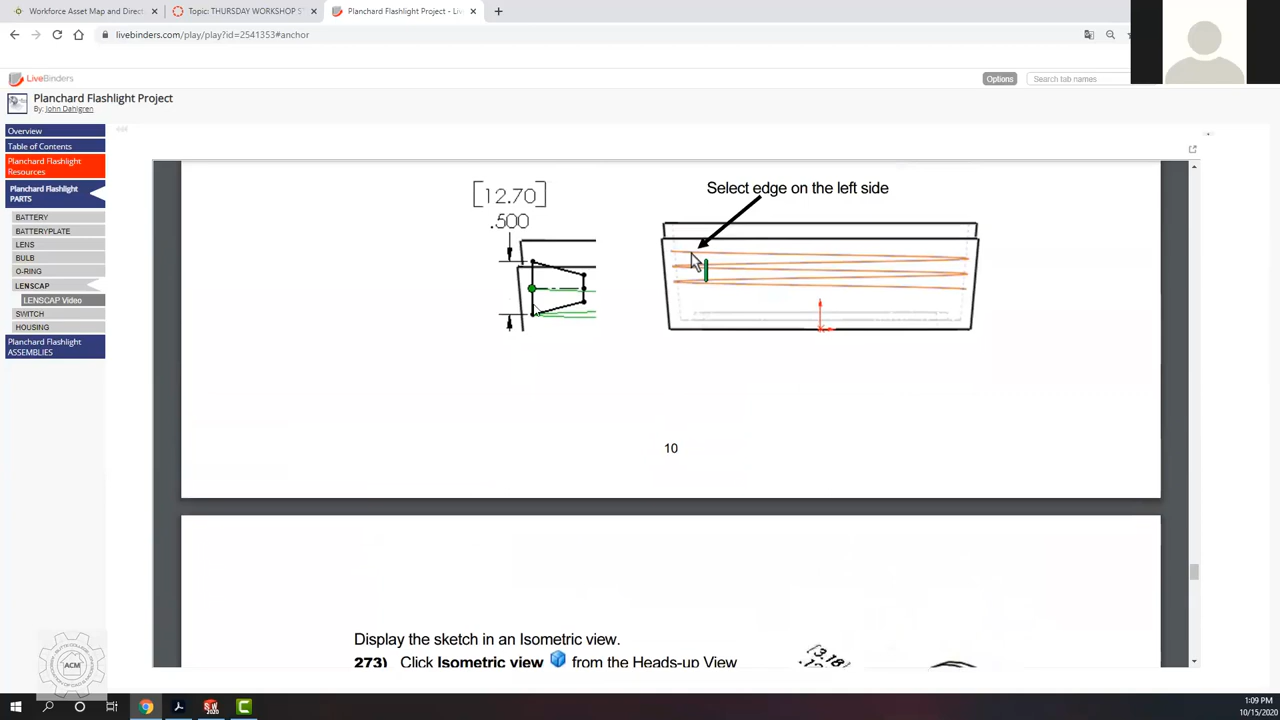 Workforce Asset Map and Direct
Topic: THURSDAY WORKSHOP S
Planchard Flashlight Project - Live
livebinders.com/play/play?id=2541353#anchor
LiveBinders
Options
Search tab names
Planchard Flashlight Project
By: John Dahlgren
Overview
Table of Contents
Planchard Flashlight
Resources
Planchard Flashlight
PARTS
BATTERY
BATTERYPLATE
LENS
BULB
O-RING
LENSCAP
LENSCAP Video
SWITCH
HOUSING
Planchard Flashlight
ASSEMBLIES
[12.70]
.500
Select edge on the left side
10
Display the sketch in an Isometric view.
273) Click Isometric view from the Heads-up View
[3.18]
ACM
1:09 PM
10/15/2020